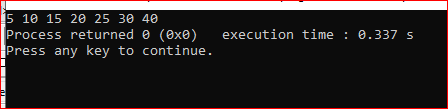 5 10 15 20 25 30 40
Process returned 0 (0x0)   execution time : 0.337 s
Press any key to continue.